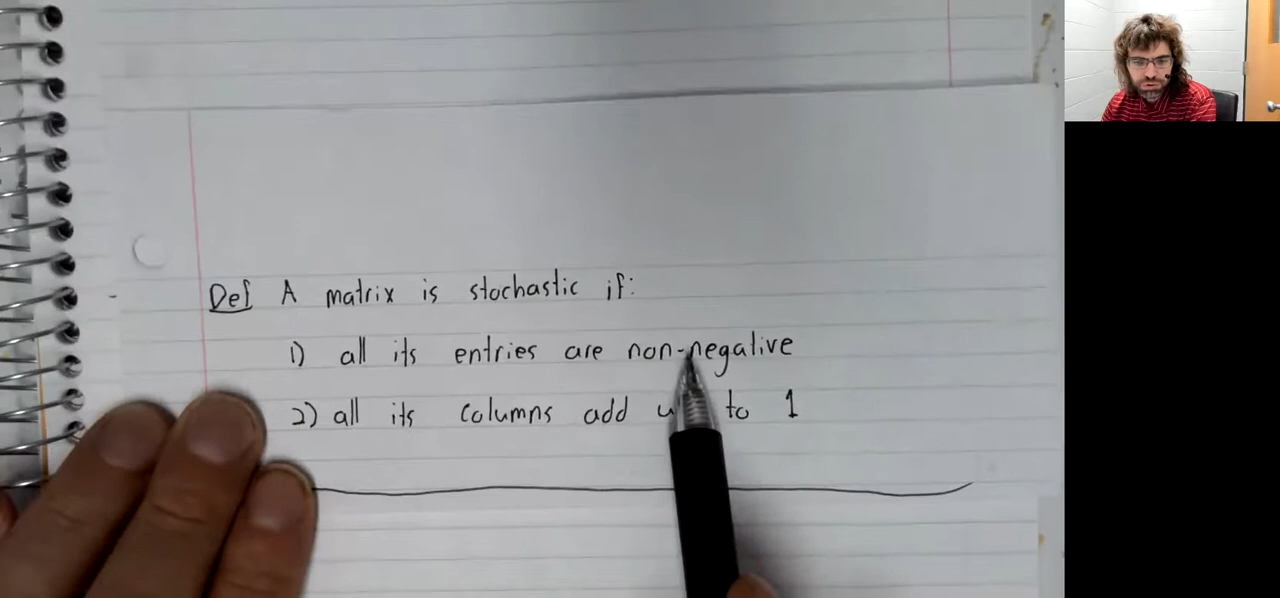 Def A matrix is stochastic if:
1) all its entries are non-negative
2) all its columns add to 1